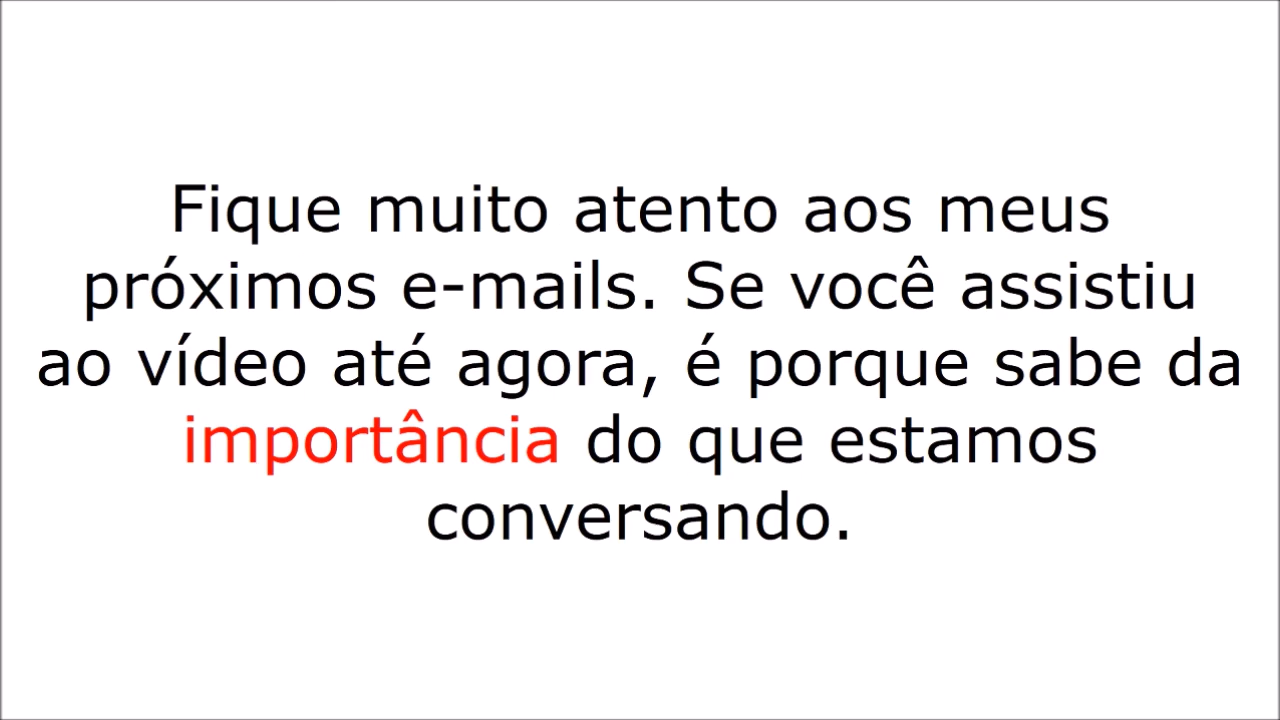 Fique muito atento aos meus
próximos e-mails. Se você assistiu
ao vídeo até agora, é porque sabe da
importância do que estamos
conversando.